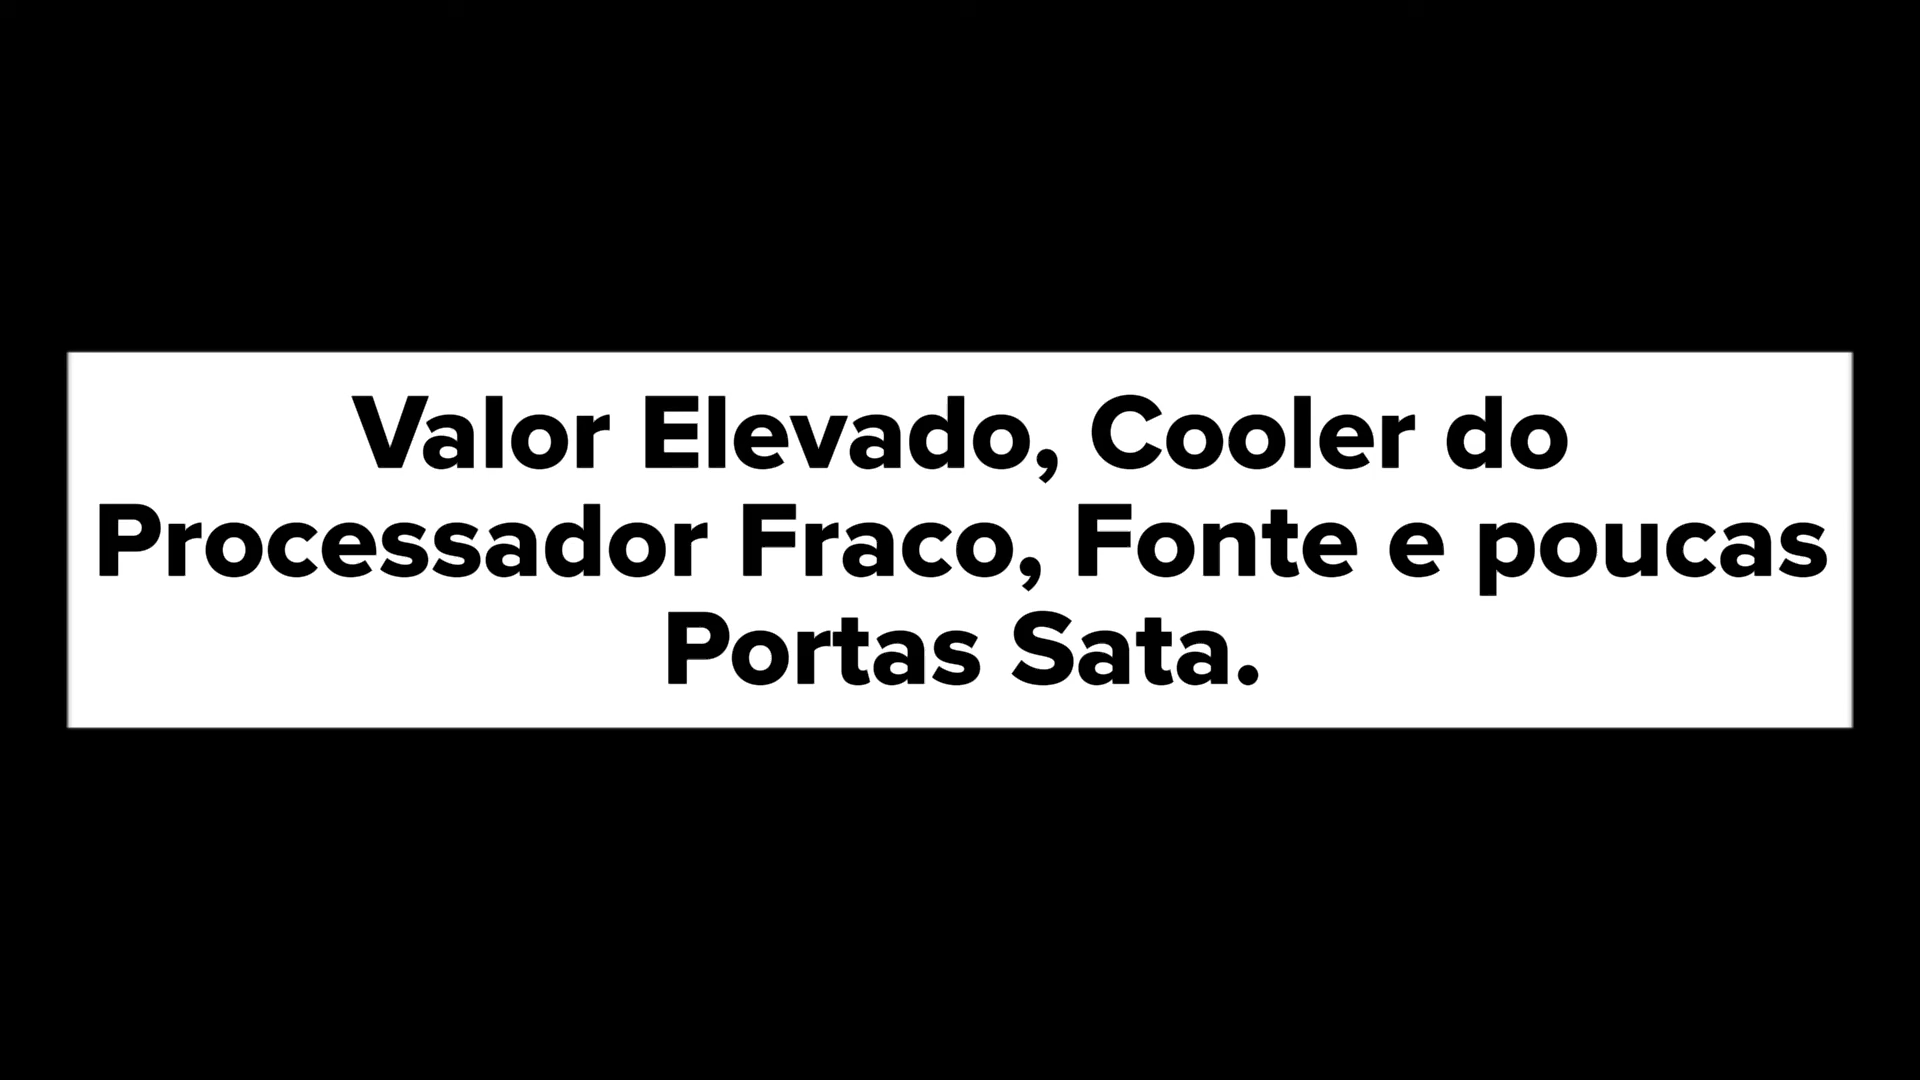 Valor Elevado, Cooler do
Processador Fraco, Fonte e poucas
Portas Sata.